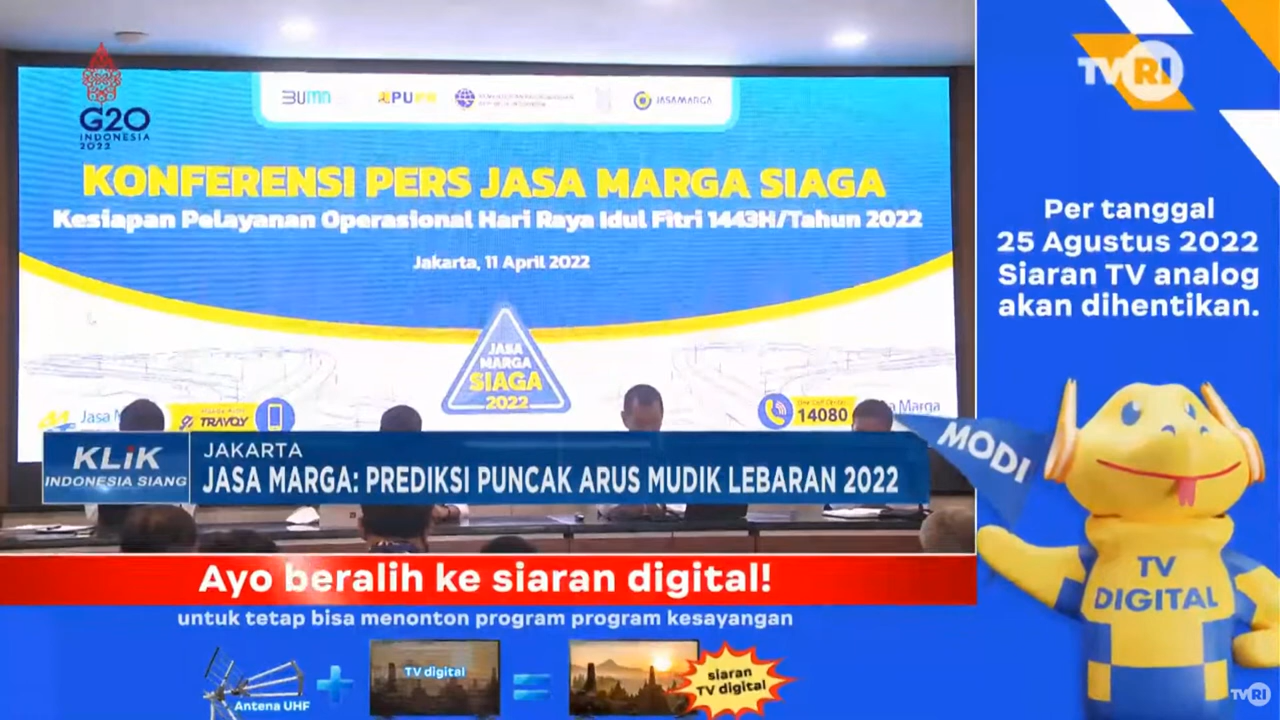 G20
INDONESIA
2022
BUMN
PUPR
JASAMARGA
KONFERENSI PERS JASA MARGA SIAGA
Kesiapan Pelayanan Operasional Hari Raya Idul Fitri 1443H/Tahun 2022
Jakarta, 11 April 2022
JASA
MARGA
SIAGA
2022
Jasa
TRAVOY
14080
Marga
KLiK
INDONESIA SIANG
JAKARTA
JASA MARGA: PREDIKSI PUNCAK ARUS MUDIK LEBARAN 2022
TVRI
Per tanggal
25 Agustus 2022
Siaran TV analog
akan dihentikan.
MODI
TV
DIGITAL
Ayo beralih ke siaran digital!
untuk tetap bisa menonton program program kesayangan
Antena UHF
TV digital
siaran
TV digital
TVRI